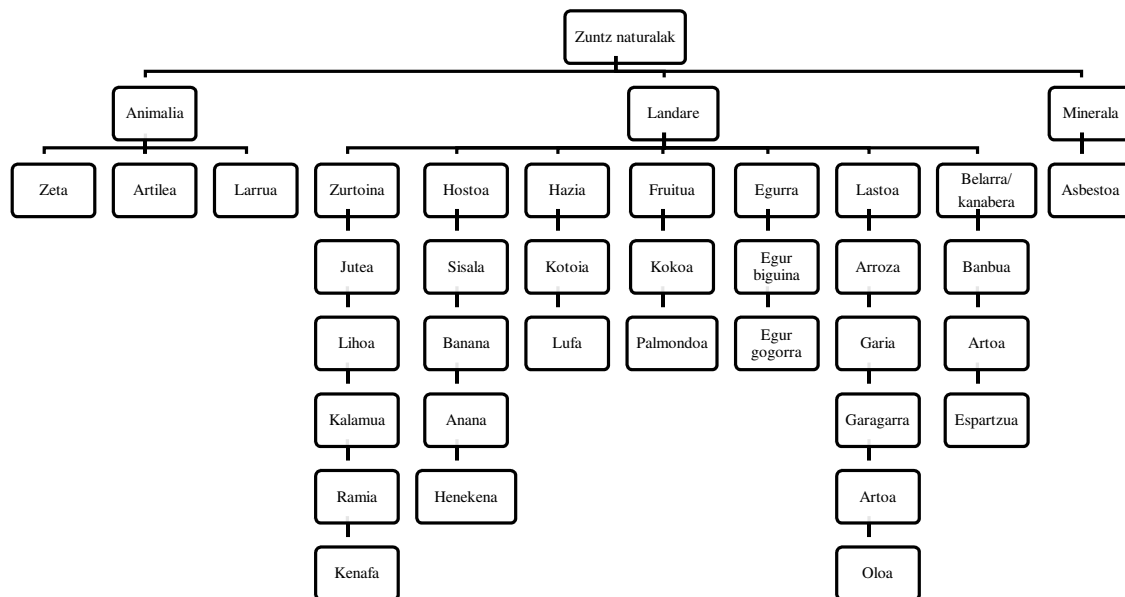 Zuntz naturalak
Animalia
Landare
Minerala
Zeta
Artilea
Larrua
Zurtoina
Hostoa
Hazia
Fruitua
Egurra
Lastoa
Belarra/
kanabera
Asbestoa
Jutea
Sisala
Kotoia
Kokoa
Egur
biguina
Arroza
Banbua
Lihoa
Banana
Lufa
Palmondoa
Egur
gogorra
Garia
Artoa
Kalamua
Anana
Garagarra
Espartzua
Ramia
Henekena
Artoa
Kenafa
Oloa